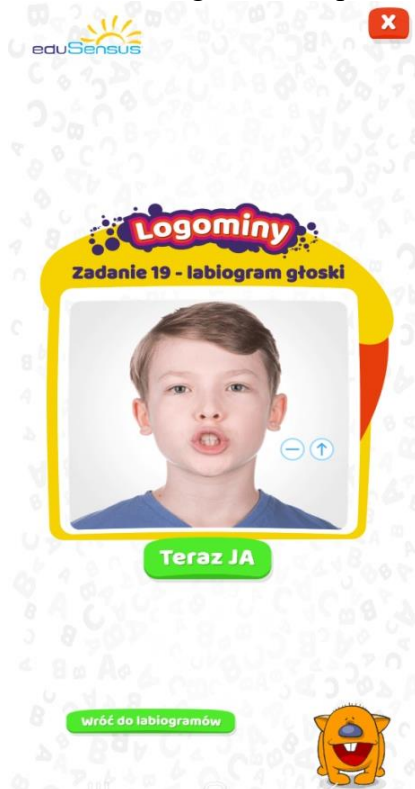 X
eduSensus
Logominy
Zadanie 19 - labiogram głoski
Teraz JA
Wróć do labiogramów